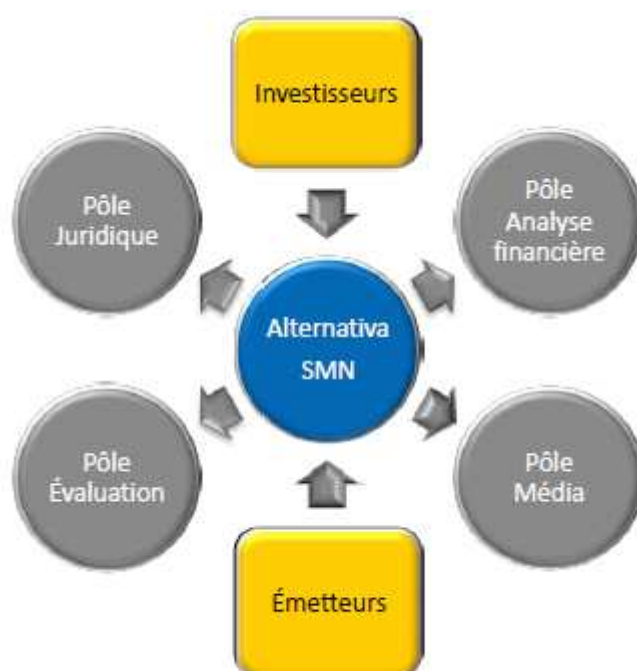 Investisseurs
Pôle
Juridique
Pôle
Analyse
financière
Alternativa
SMN
Pôle
Évaluation
Pôle
Média
Émetteurs